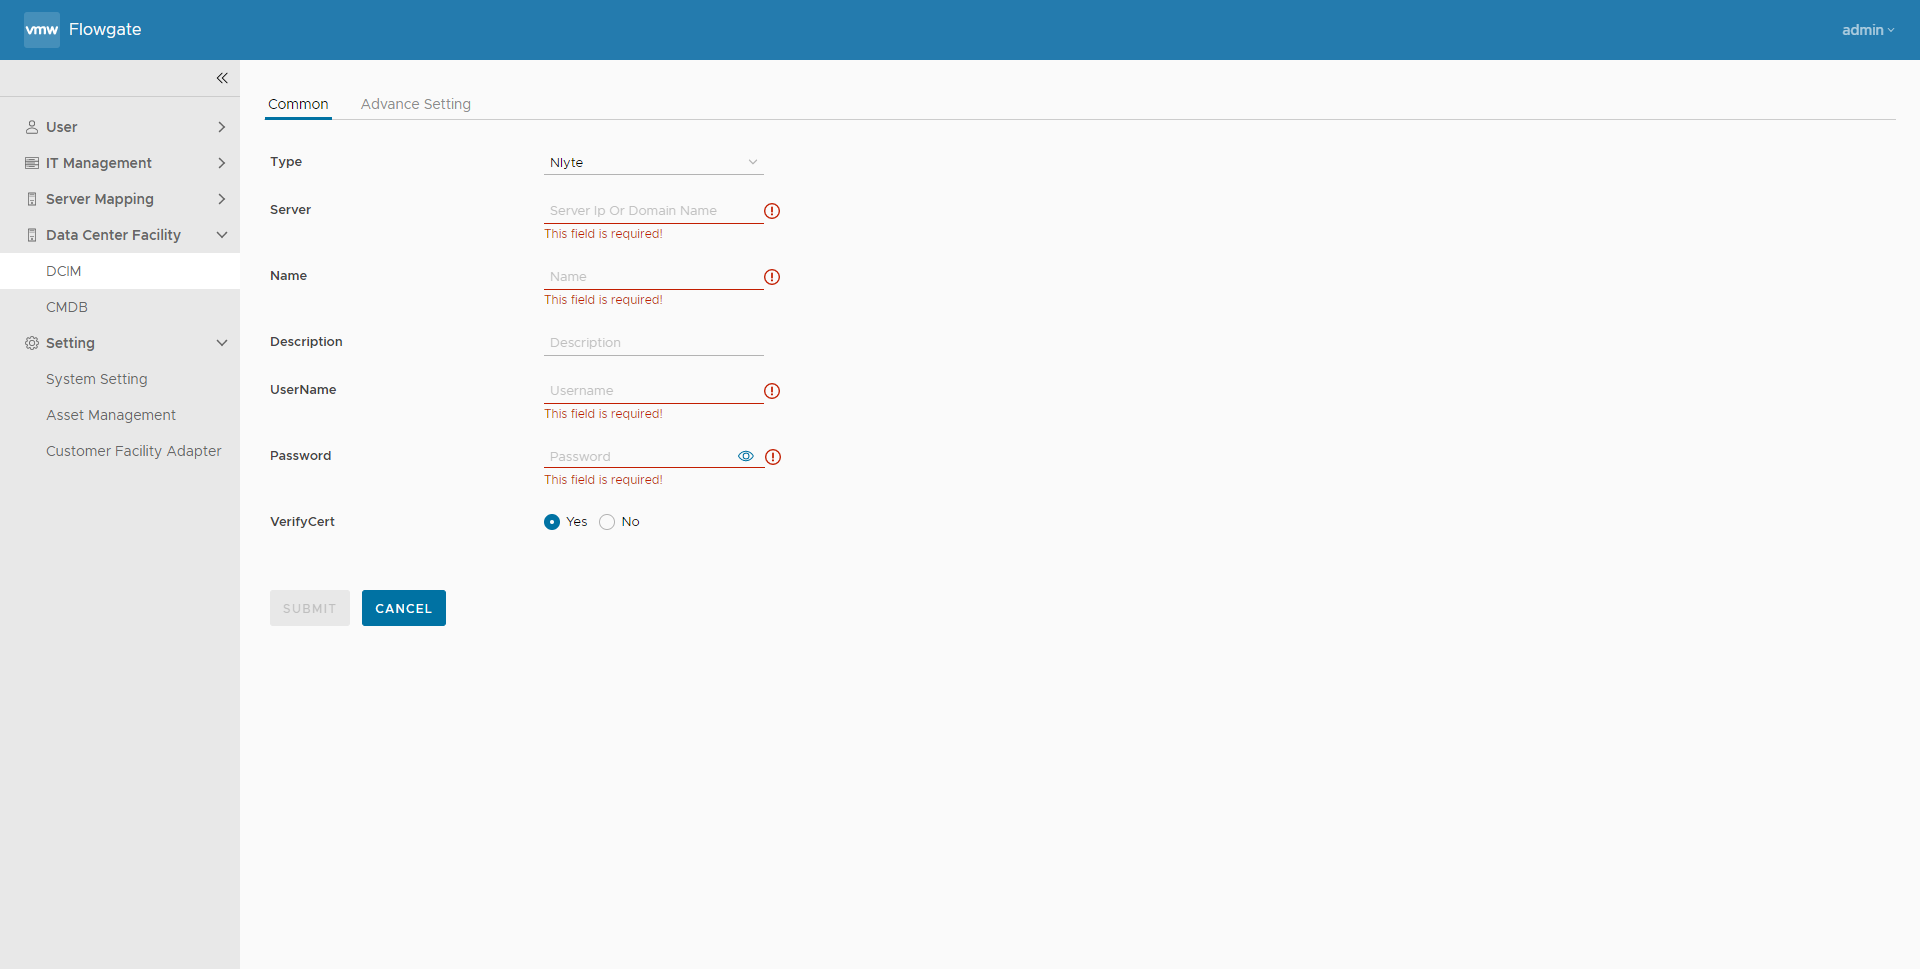 vmw Flowgate
admin
Common Advance Setting
User
IT Management
Server Mapping
Data Center Facility
DCIM
CMDB
Setting
System Setting
Asset Management
Customer Facility Adapter
Type Nlyte
Server Server Ip Or Domain Name
This field is required!
Name Name
This field is required!
Description Description
UserName Username
This field is required!
Password Password
This field is required!
VerifyCert Yes No
SUBMIT CANCEL